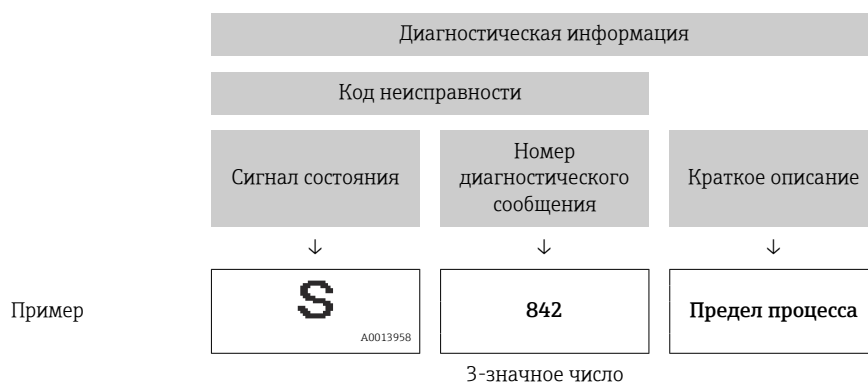 Диагностическая информация
Код неисправности
Сигнал состояния
Номер
диагностического
сообщения
Краткое описание
↓ ↓ ↓
Пример
S
A0013958
842
Предел процесса
3-значное число